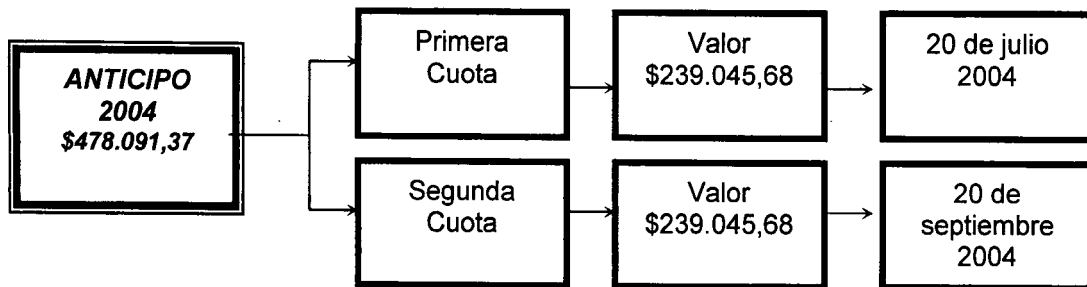 ANTICIPO
2004
$478.091,37
Primera
Cuota
Valor
$239.045,68
20 de julio
2004
Segunda
Cuota
Valor
$239.045,68
20 de
septiembre
2004